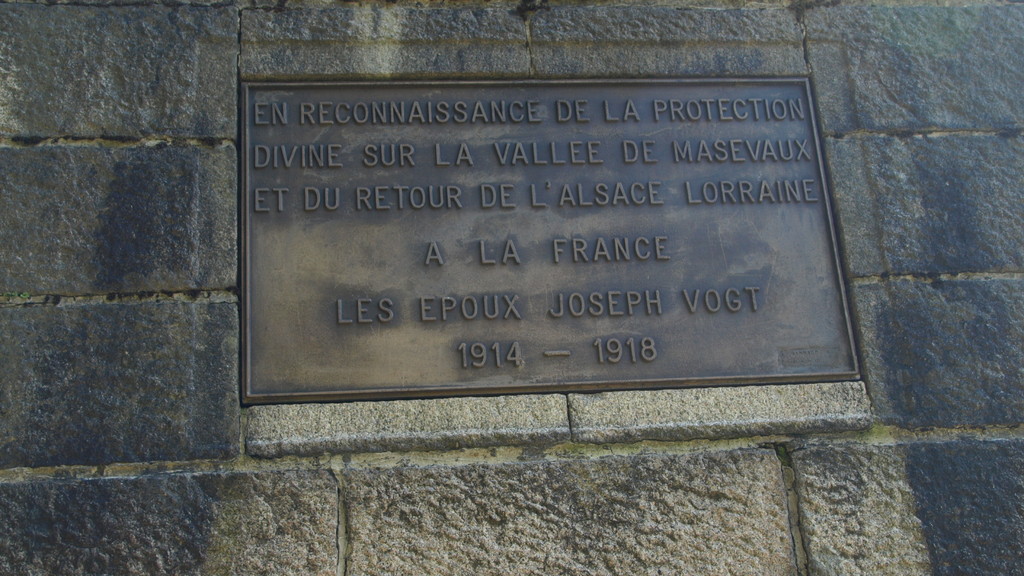 EN RECONNAISSANCE DE LA PROTECTION
DIVINE SUR LA VALLEE DE MASEVAUX
ET DU RETOUR DE L'ALSACE LORRAINE
A LA FRANCE
LES EPOUX JOSEPH VOGT
1914 — 1918